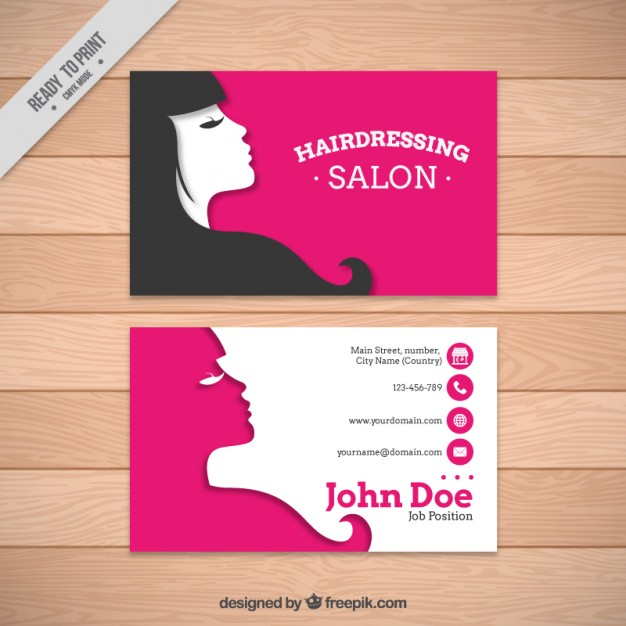 READY TO PRINT
CMYK MODE
HAIRDRESSING
· SALON ·
Main Street, number,
City Name (Country)
123-456-789
www.yourdomain.com
yourname@domain.com
John Doe
Job Position
designed by freepik.com